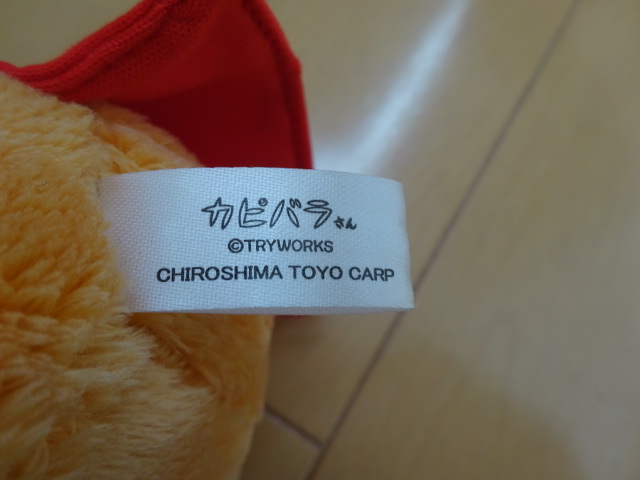 カピバラさん
©TRYWORKS
CHIROSHIMA TOYO CARP